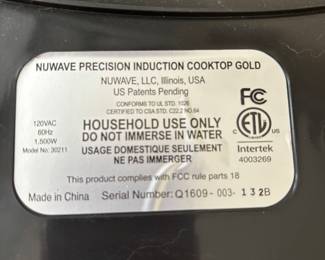 NUWAVE PRECISION INDUCTION COOKTOP GOLD
NUWAVE, LLC, Illinois, USA
US Patents Pending
CONFORMS TO UL STD. 1026
CERTIFIED TO CSA STD. C22.2 NO.64
120VAC
60Hz
1,500W
Model No: 30211
HOUSEHOLD USE ONLY
DO NOT IMMERSE IN WATER
USAGE DOMESTIQUE SEULEMENT
NE PAS IMMERGER
FC
C ETL US
Intertek
4003269
This product complies with FCC rule parts 18
Made in China Serial Number: Q1609-003-132B